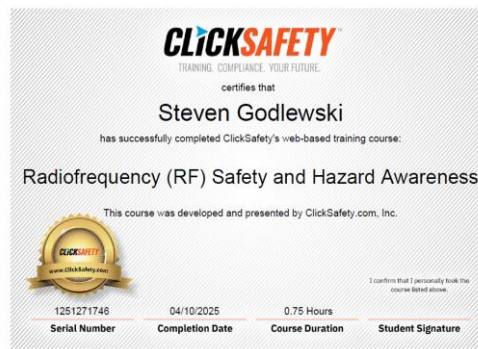 CLICKSAFETY™
TRAINING. COMPLIANCE. YOUR FUTURE.
certifies that
Steven Godlewski
has successfully completed ClickSafety's web-based training course:
Radiofrequency (RF) Safety and Hazard Awareness
This course was developed and presented by ClickSafety.com, Inc.
CLICKSAFETY
www.ClickSafety.com
I confirm that I personally took the
course listed above.
1251271746 04/10/2025 0.75 Hours
Serial Number Completion Date Course Duration Student Signature